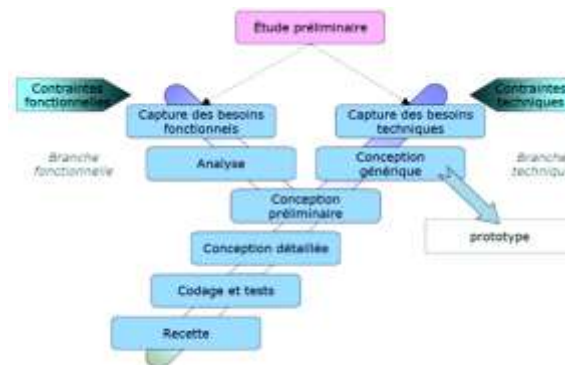 Étude préliminaire
Contraintes
fonctionnelles
Contraintes
techniques
Capture des besoins
fonctionnels
Capture des besoins
techniques
Branche
fonctionnelle
Analyse
Conception
générique
Branche
techniqu
Conception
préliminaire
prototype
Conception détaillée
Codage et tests
Recette